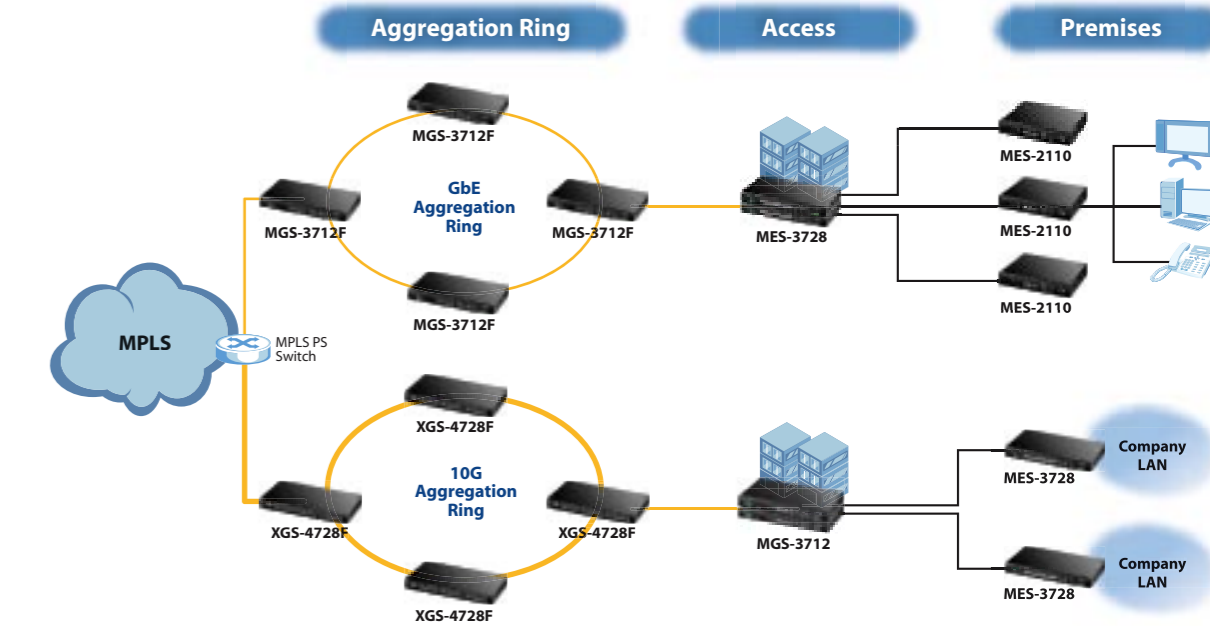 Aggregation Ring
Access
Premises
MGS-3712F
MES-2110
GbE
Aggregation
Ring
MGS-3712F
MGS-3712F
MES-3728
MES-2110
MGS-3712F
MES-2110
MPLS
MPLS PS
Switch
XGS-4728F
Company
LAN
MES-3728
10G
Aggregation
Ring
XGS-4728F
XGS-4728F
MGS-3712
Company
LAN
MES-3728
XGS-4728F